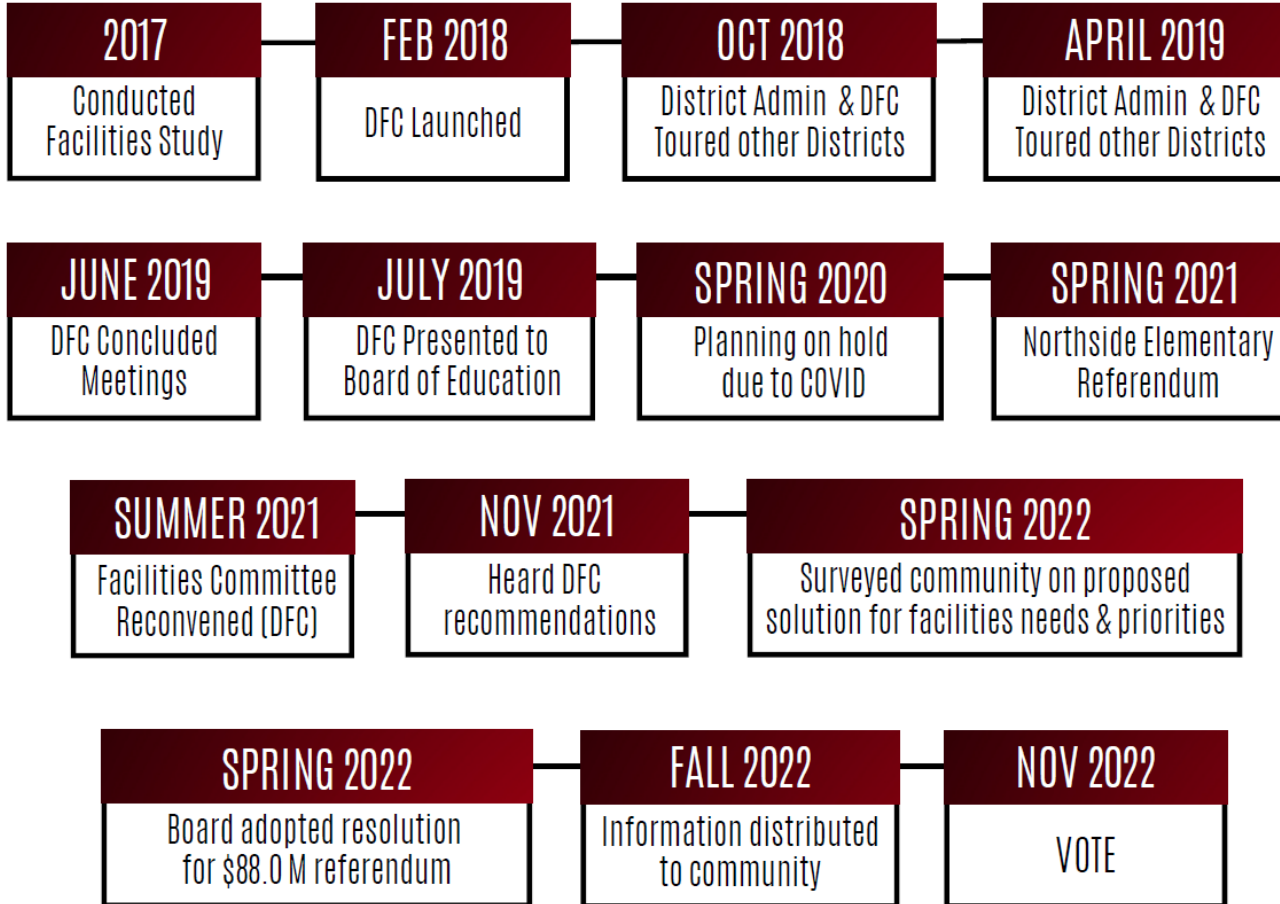 2017
Conducted
Facilities Study
FEB 2018
DFC Launched
OCT 2018
District Admin & DFC
Toured other Districts
APRIL 2019
District Admin & DFC
Toured other Districts
JUNE 2019
DFC Concluded
Meetings
JULY 2019
DFC Presented to
Board of Education
SPRING 2020
Planning on hold
due to COVID
SPRING 2021
Northside Elementary
Referendum
SUMMER 2021
Facilities Committee
Reconvened (DFC)
NOV 2021
Heard DFC
recommendations
SPRING 2022
Surveyed community on proposed
solution for facilities needs & priorities
SPRING 2022
Board adopted resolution
for $88.0 M referendum
FALL 2022
Information distributed
to community
NOV 2022
VOTE